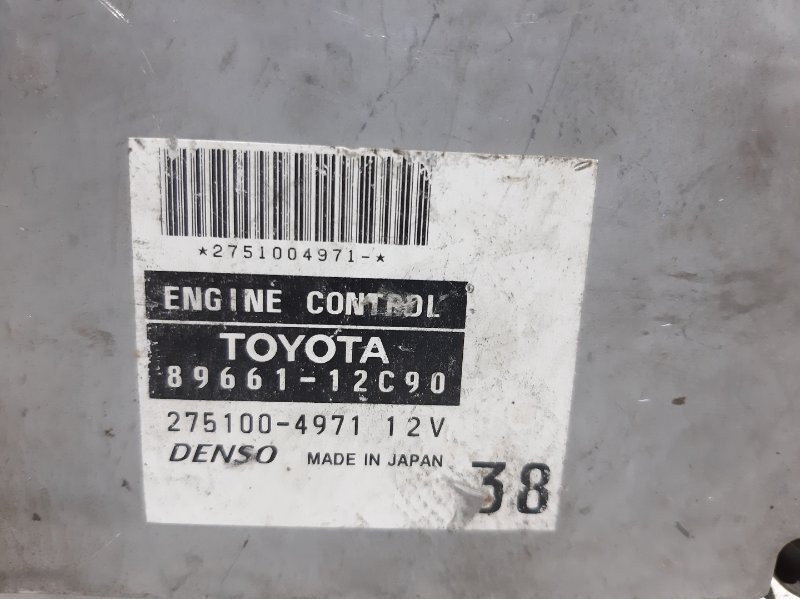 *2751004971-*
ENGINE CONTROL
TOYOTA
89661-12C90
275100-4971 12V
DENSO MADE IN JAPAN
38